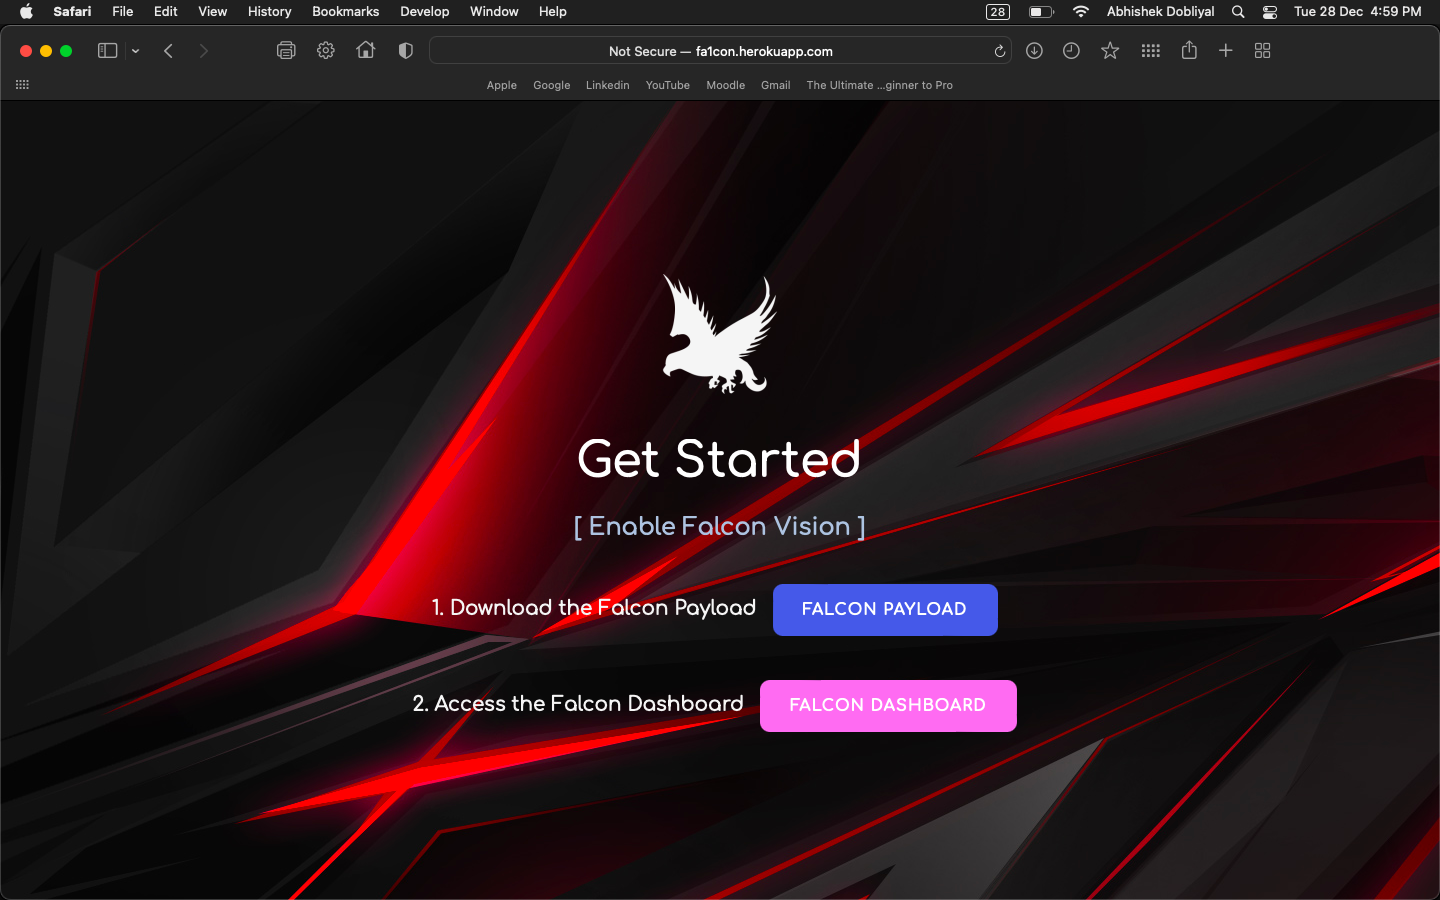 Safari File Edit View History Bookmarks Develop Window Help 28 Abhishek Dobliyal Tue 28 Dec 4:59 PM
Not Secure — fa1con.herokuapp.com
Apple Google Linkedin YouTube Moodle Gmail The Ultimate ...ginner to Pro
Get Started
[ Enable Falcon Vision ]
1. Download the Falcon Payload FALCON PAYLOAD
2. Access the Falcon Dashboard FALCON DASHBOARD